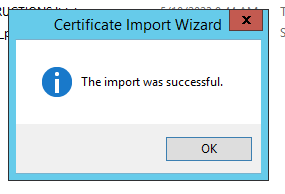 Certificate Import Wizard
x
The import was successful.
OK